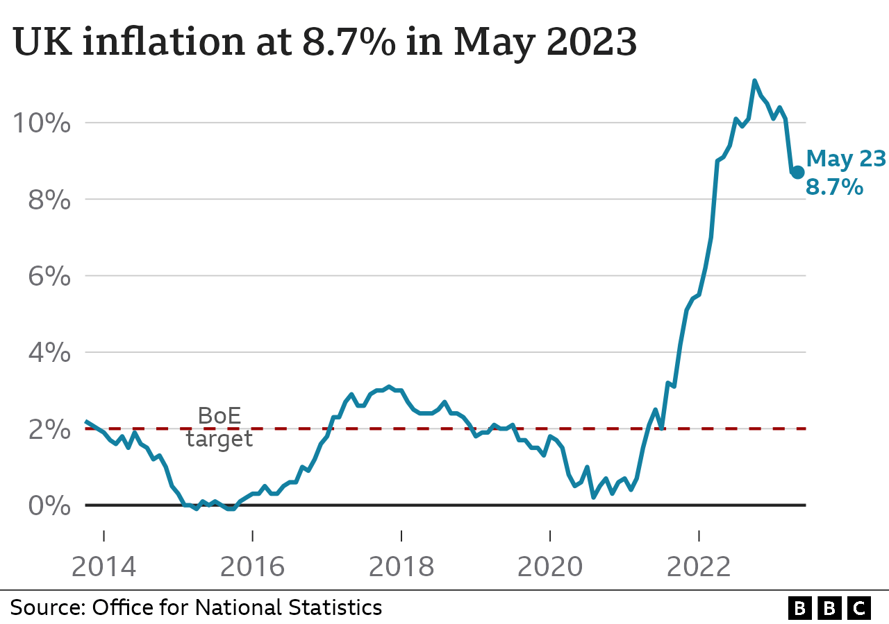 UK inflation at 8.7% in May 2023
10%
8%
6%
4%
2%
0%
May 23
8.7%
BoE
target
2014 2016 2018 2020 2022
Source: Office for National Statistics
BBC